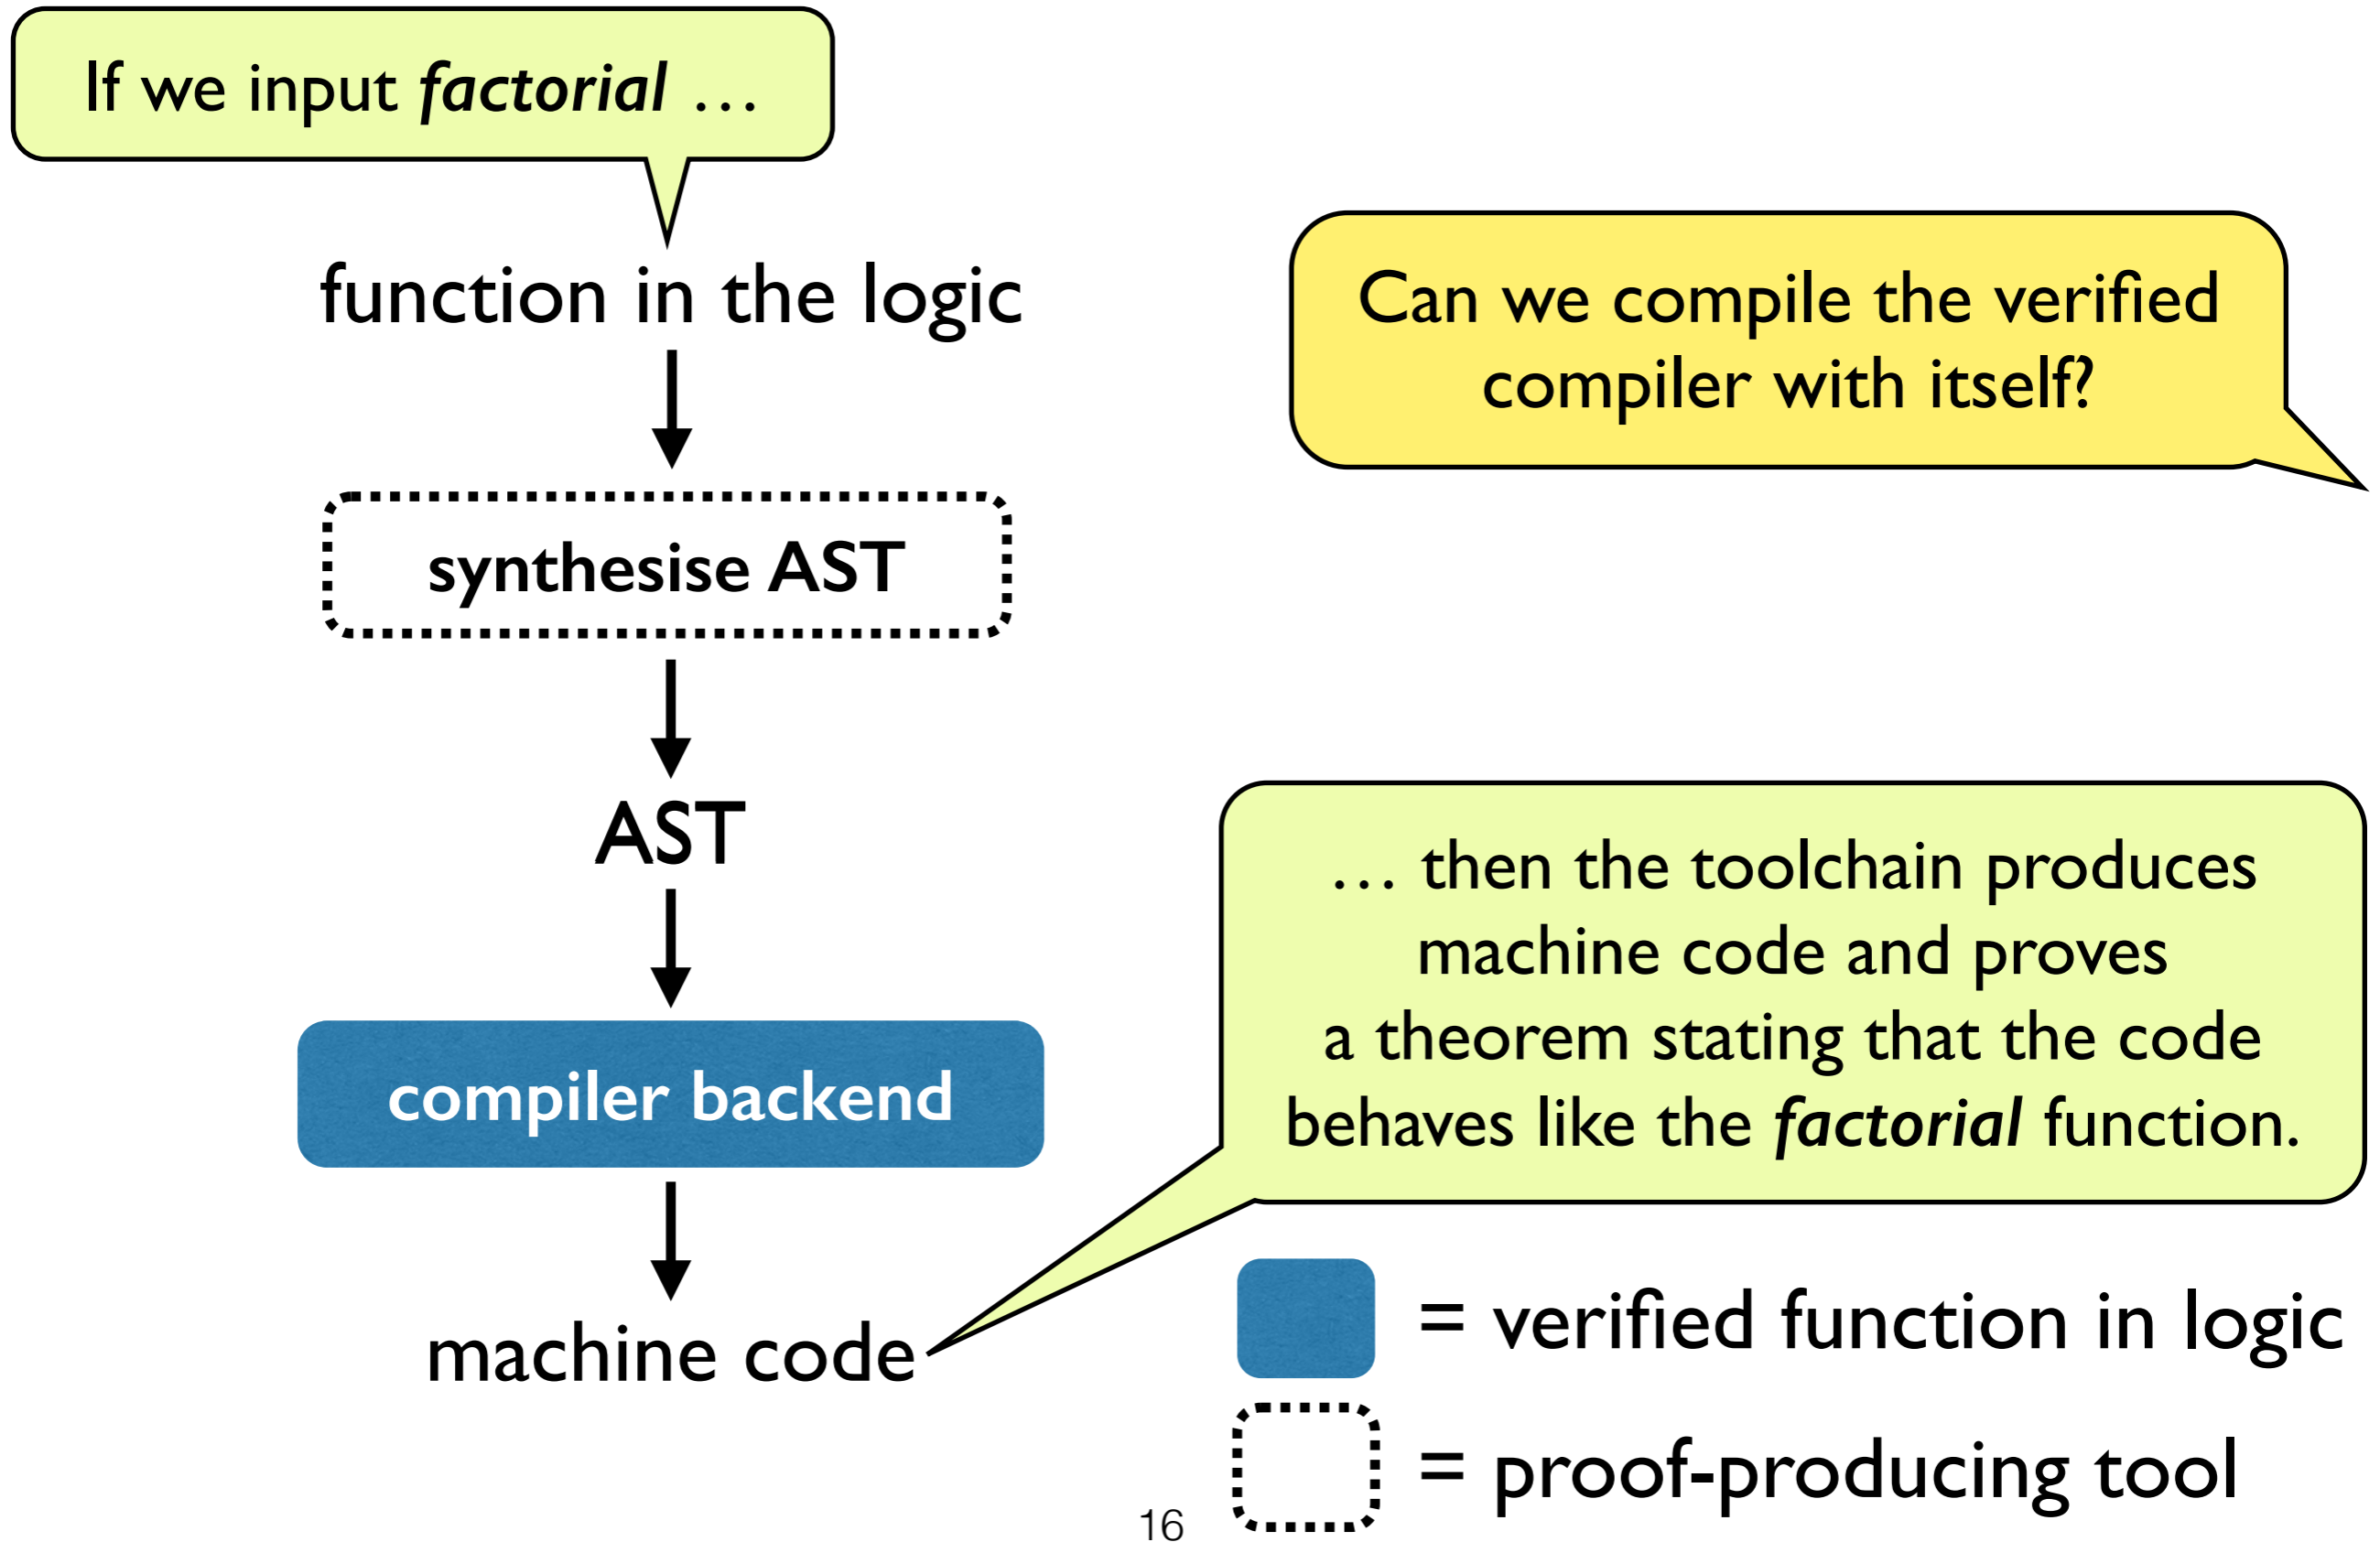 If we input factorial …
function in the logic
Can we compile the verified
compiler with itself?
synthesise AST
AST
… then the toolchain produces
machine code and proves
a theorem stating that the code
behaves like the factorial function.
compiler backend
machine code
= verified function in logic
= proof-producing tool
16